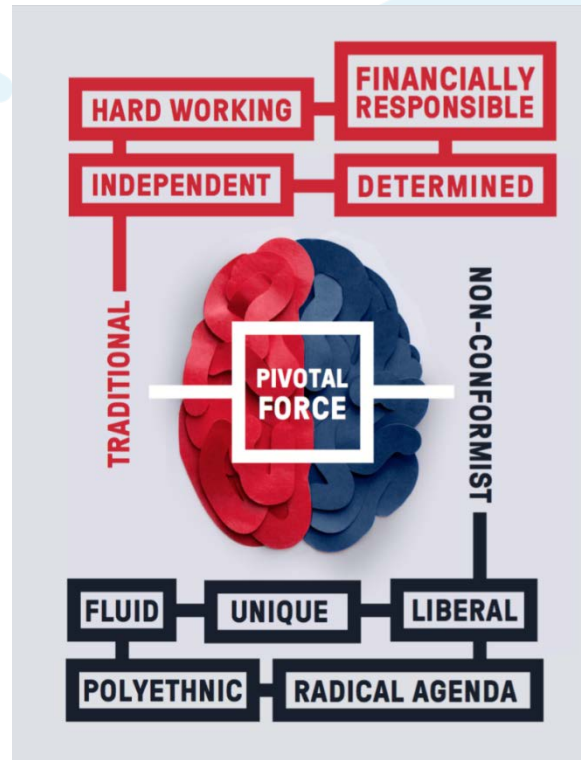 FINANCIALLY
RESPONSIBLE
HARD WORKING
INDEPENDENT
DETERMINED
TRADITIONAL
PIVOTAL
FORCE
NON-CONFORMIST
FLUID
UNIQUE
LIBERAL
POLYETHNIC
RADICAL AGENDA